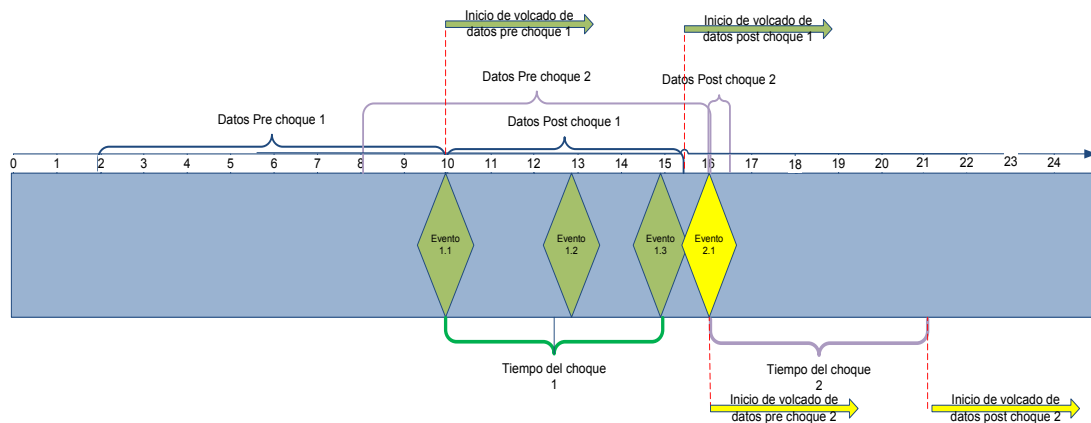 Inicio de volcado de
datos pre choque 1
Inicio de volcado de
datos post choque 1
Datos Pre choque 2
Datos Post choque 2
Datos Pre choque 1
Datos Post choque 1
0 1 2 3 4 5 6 7 8 9 10 11 12 13 14 15 16 17 18 19 20 21 22 23 24
Evento
1.1
Evento
1.2
Evento
1.3
Evento
2.1
Tiempo del choque
1
Tiempo del choque
2
Inicio de volcado de
datos pre choque 2
Inicio de volcado de
datos post choque 2